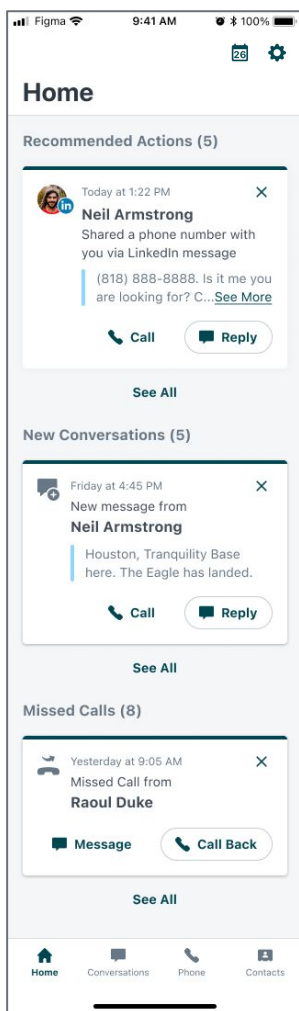 Figma 9:41 AM 100%
26
Home
Recommended Actions (5)
Today at 1:22 PM
Neil Armstrong
in
Shared a phone number with
you via LinkedIn message
(818) 888-8888. Is it me you
are looking for? C...See More
Call Reply
See All
New Conversations (5)
Friday at 4:45 PM
New message from
Neil Armstrong
Houston, Tranquility Base
here. The Eagle has landed.
Call Reply
See All
Missed Calls (8)
Yesterday at 9:05 AM
Missed Call from
Raoul Duke
Message Call Back
See All
Home Conversations Phone Contacts